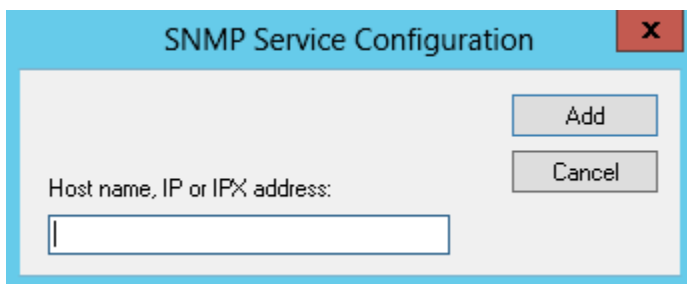 SNMP Service Configuration
x
Add
Cancel
Host name, IP or IPX address: